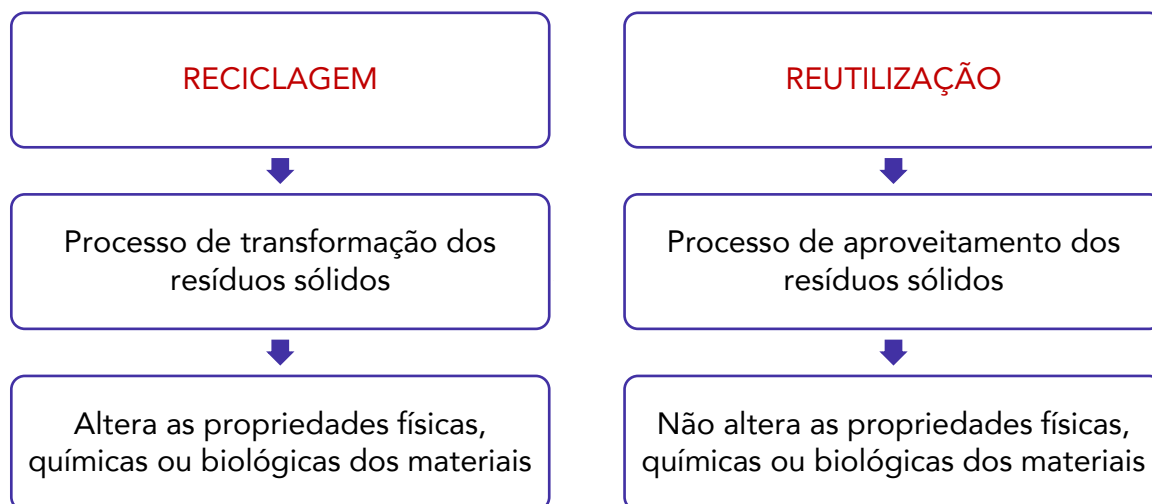 RECICLAGEM
Processo de transformação dos
resíduos sólidos
Altera as propriedades físicas,
químicas ou biológicas dos materiais
REUTILIZAÇÃO
Processo de aproveitamento dos
resíduos sólidos
Não altera as propriedades físicas,
químicas ou biológicas dos materiais